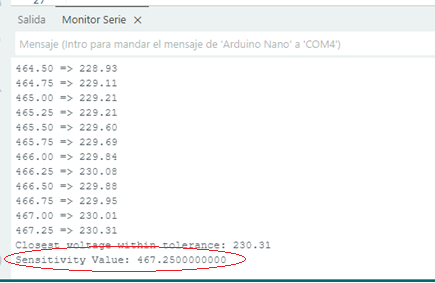 27
Salida Monitor Serie ×
Mensaje (Intro para mandar el mensaje de 'Arduino Nano' a 'COM4')
464.50 => 228.93
464.75 => 229.11
465.00 => 229.21
465.25 => 229.21
465.50 => 229.60
465.75 => 229.69
466.00 => 229.84
466.25 => 230.08
466.50 => 229.88
466.75 => 229.95
467.00 => 230.01
467.25 => 230.31
Closest voltage within tolerance: 230.31
Sensitivity Value: 467.2500000000